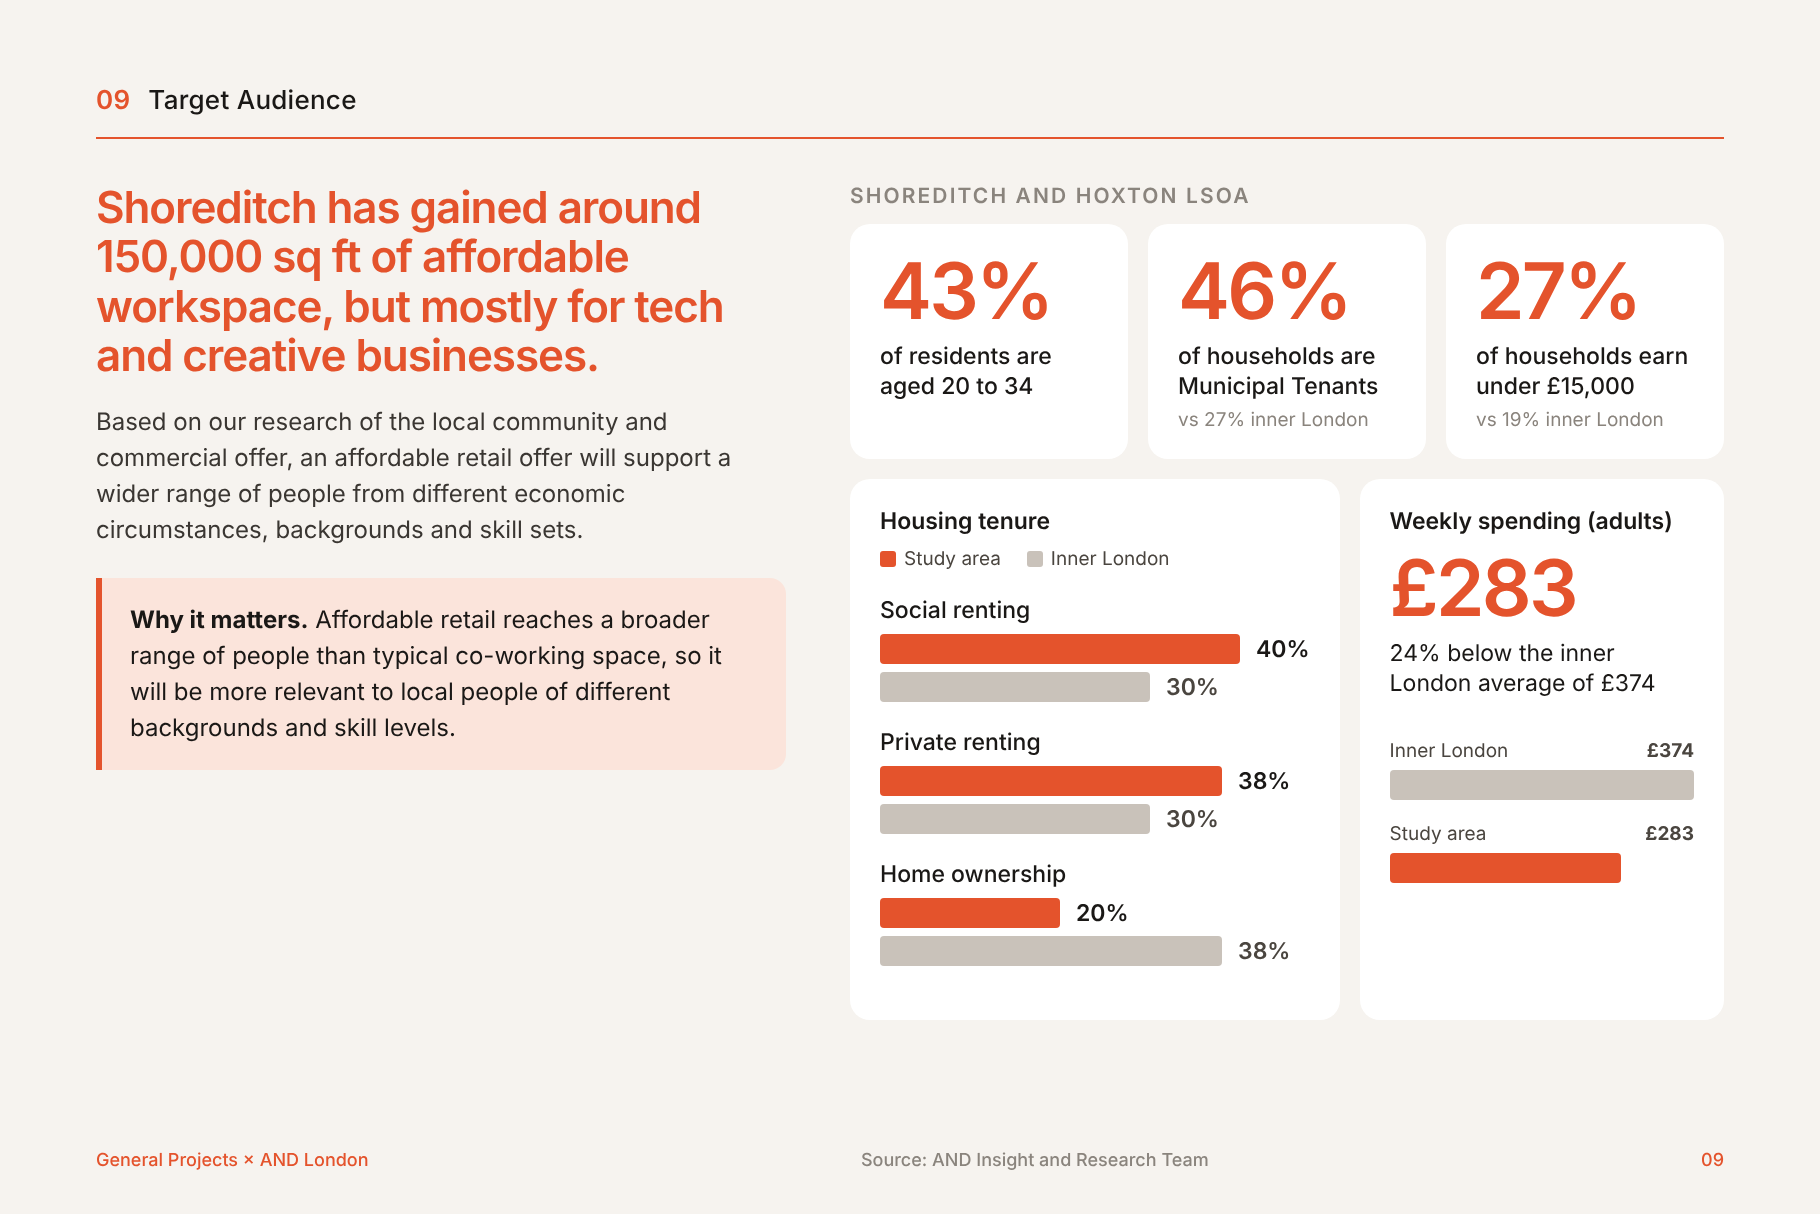 09 Target Audience
Shoreditch has gained around
150,000 sq ft of affordable
workspace, but mostly for tech
and creative businesses.
Based on our research of the local community and
commercial offer, an affordable retail offer will support a
wider range of people from different economic
circumstances, backgrounds and skill sets.
Why it matters. Affordable retail reaches a broader
range of people than typical co-working space, so it
will be more relevant to local people of different
backgrounds and skill levels.
SHOREDITCH AND HOXTON LSOA
43%
of residents are
aged 20 to 34
46%
of households are
Municipal Tenants
vs 27% inner London
27%
of households earn
under £15,000
vs 19% inner London
Housing tenure
Study area Inner London
Social renting
40%
30%
Private renting
38%
30%
Home ownership
20%
38%
Weekly spending (adults)
£283
24% below the inner
London average of £374
Inner London £374
Study area £283
General Projects × AND London
Source: AND Insight and Research Team
09